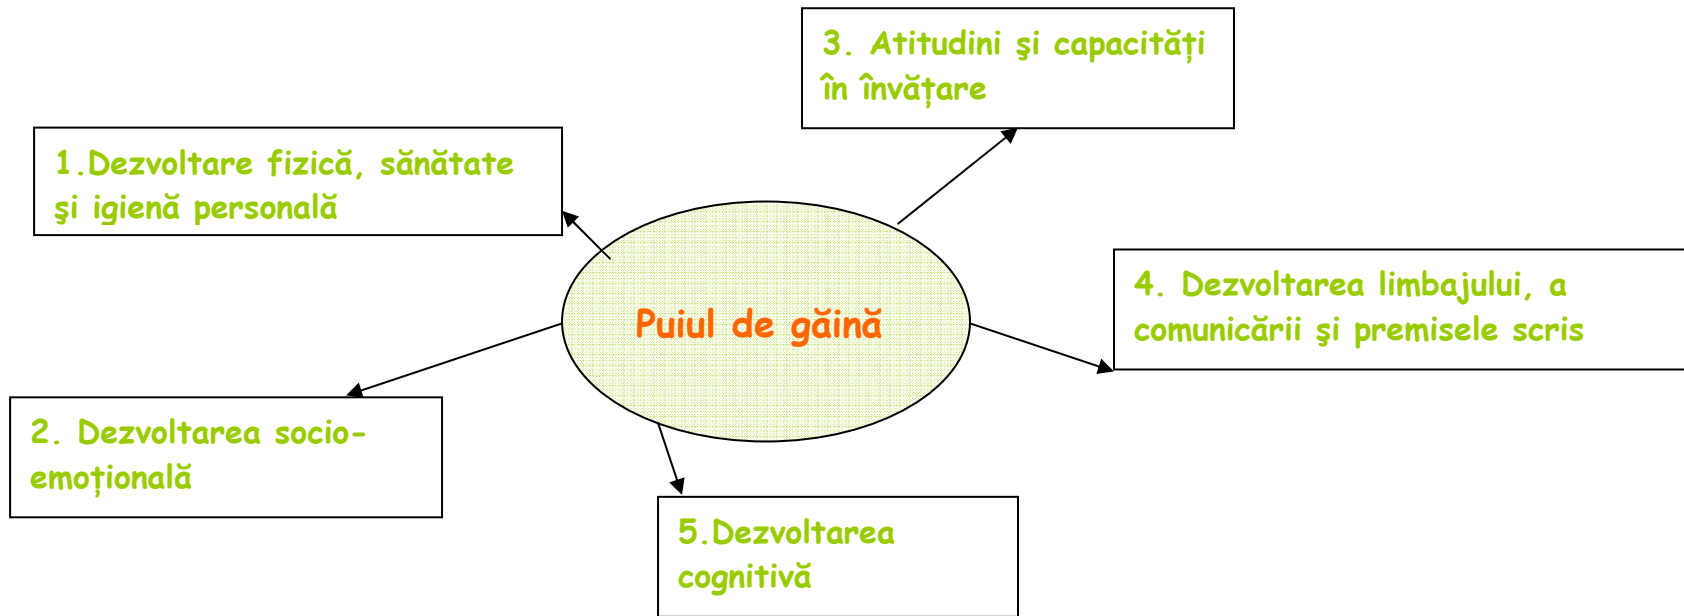 3. Atitudini şi capacități
în învățare
1.Dezvoltare fizică, sănătate
şi igienă personală
Puiul de găină
4. Dezvoltarea limbajului, a
comunicării şi premisele scris
2. Dezvoltarea socio-
emoțională
5.Dezvoltarea
cognitivă